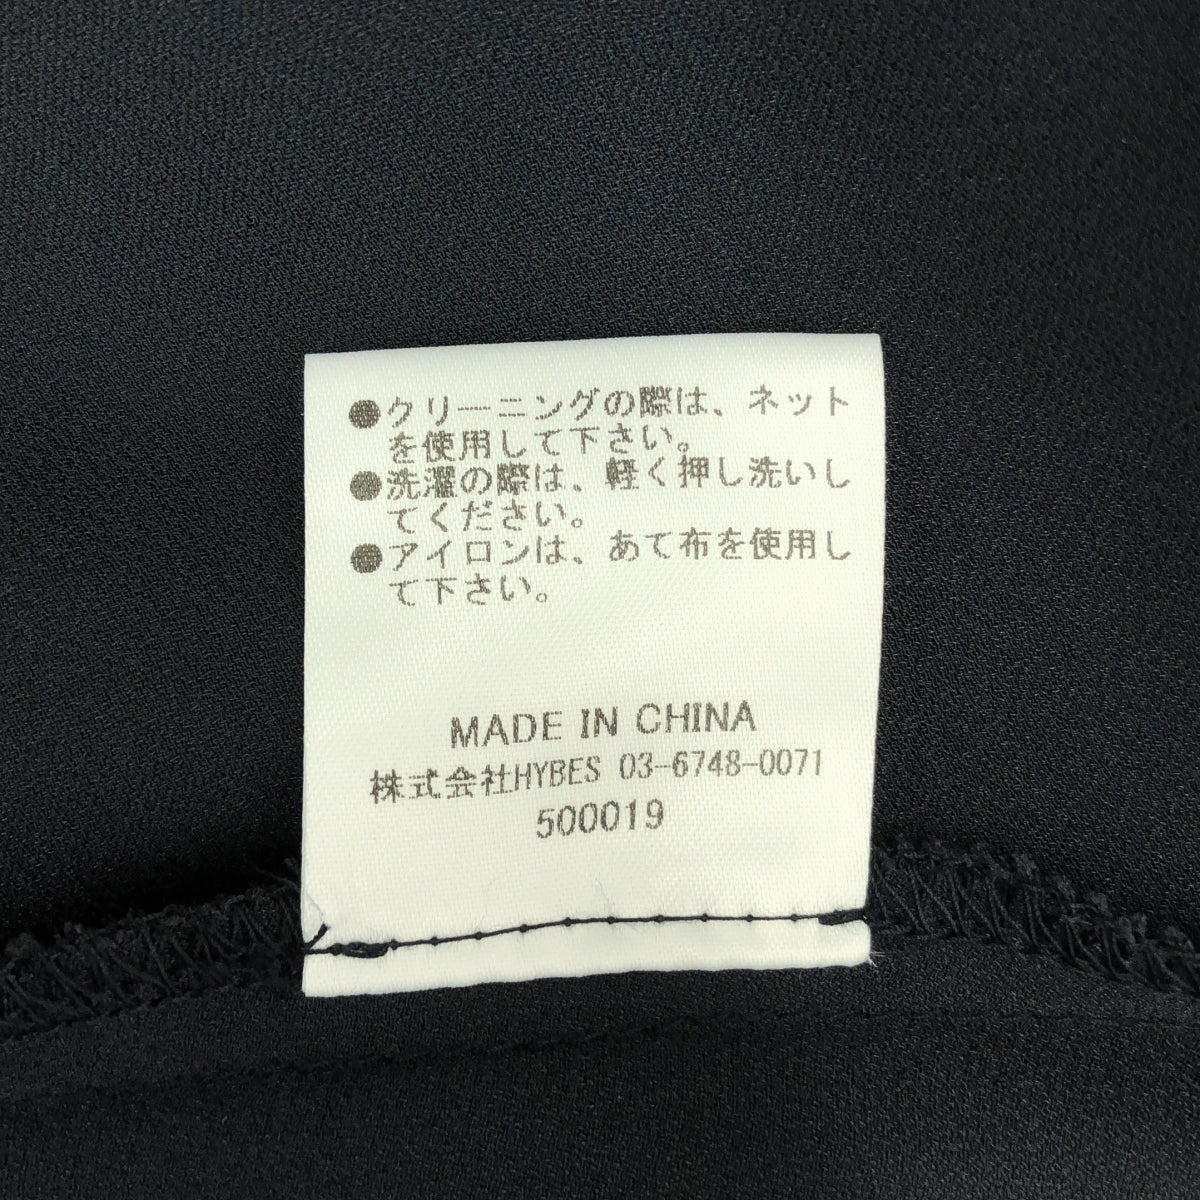 ●クリーニングの際は、ネット
を使用して下さい。
●洗濯の際は、軽く押し洗いし
てください。
●アイロンは、あて布を使用し
て下さい。
MADE IN CHINA
株式会社HYBES 03-6748-0071
500019